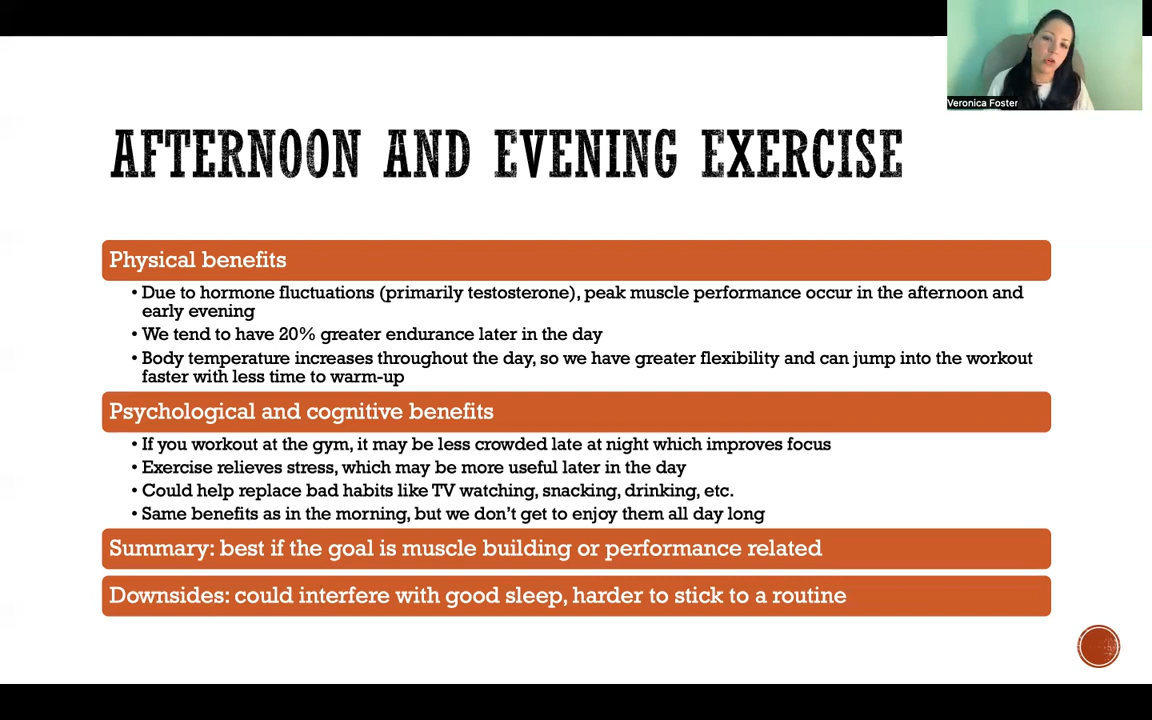 Veronica Foster
AFTERNOON AND EVENING EXERCISE
Physical benefits
• Due to hormone fluctuations (primarily testosterone), peak muscle performance occur in the afternoon and
early evening
• We tend to have 20% greater endurance later in the day
• Body temperature increases throughout the day, so we have greater flexibility and can jump into the workout
faster with less time to warm-up
Psychological and cognitive benefits
• If you workout at the gym, it may be less crowded late at night which improves focus
• Exercise relieves stress, which may be more useful later in the day
• Could help replace bad habits like TV watching, snacking, drinking, etc.
• Same benefits as in the morning, but we don't get to enjoy them all day long
Summary: best if the goal is muscle building or performance related
Downsides: could interfere with good sleep, harder to stick to a routine